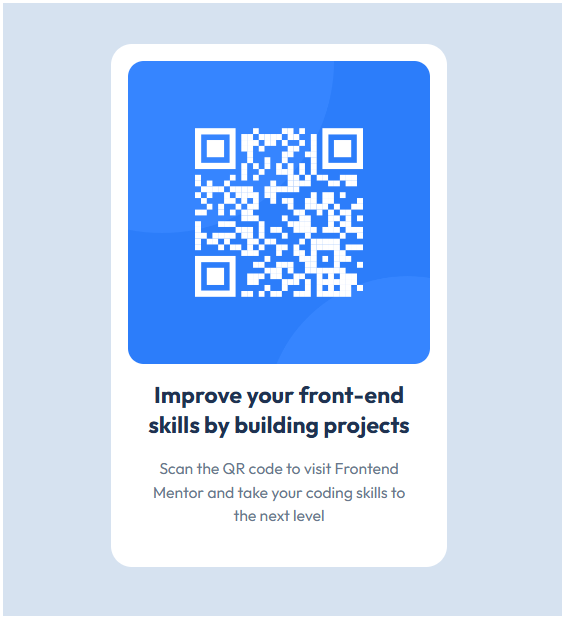 Improve your front-end
skills by building projects
Scan the QR code to visit Frontend
Mentor and take your coding skills to
the next level